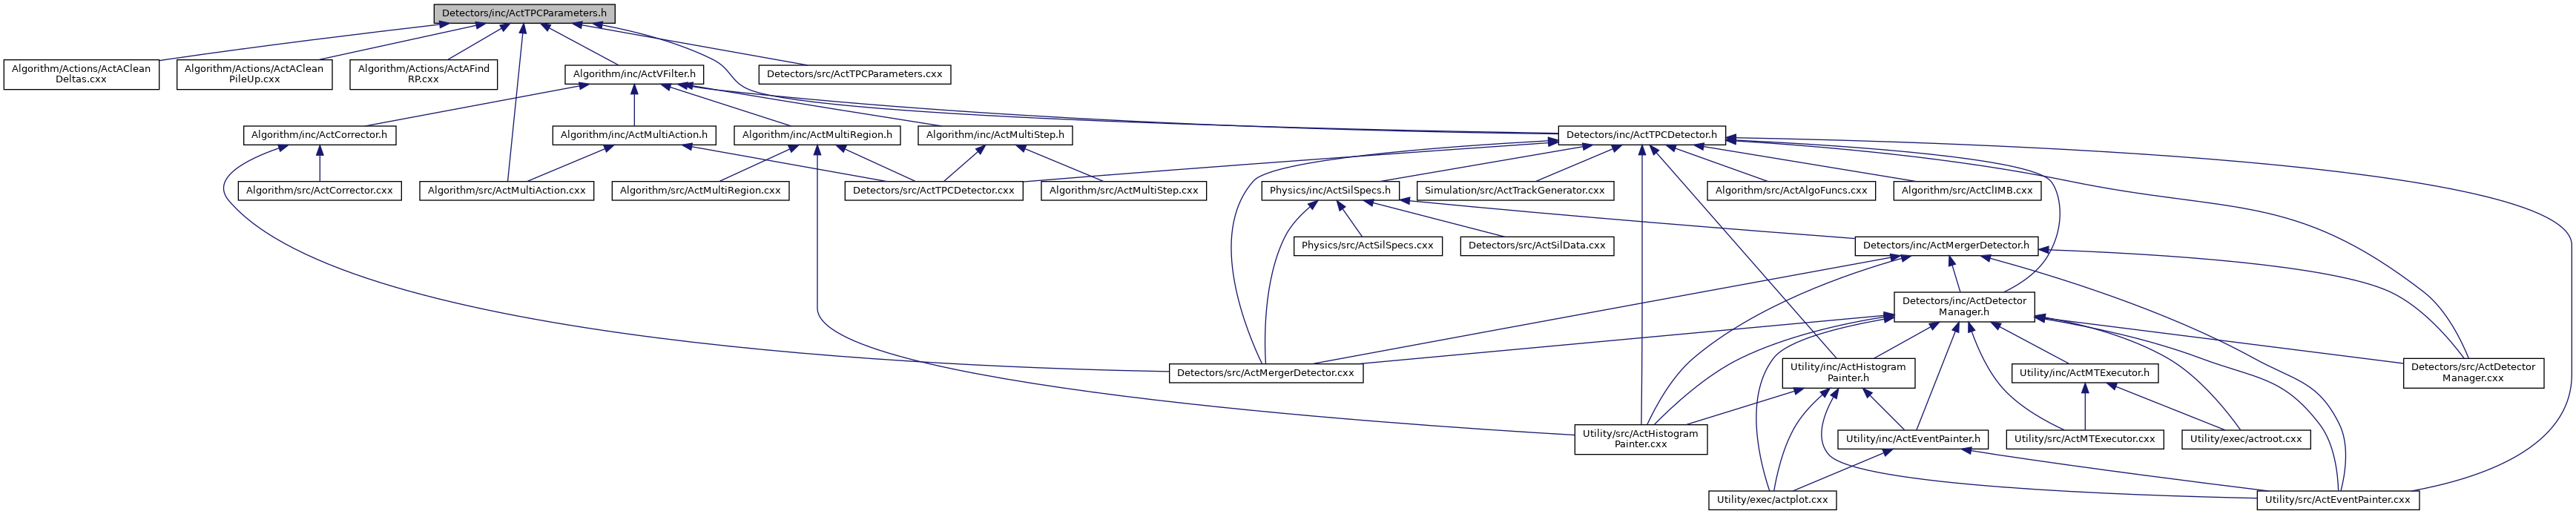 Detectors/inc/ActTPCParameters.h
Algorithm/Actions/ActAClean
Deltas.cxx
Algorithm/Actions/ActAClean
PileUp.cxx
Algorithm/Actions/ActAFind
RP.cxx
Algorithm/inc/ActVFilter.h
Detectors/src/ActTPCParameters.cxx
Algorithm/inc/ActCorrector.h
Algorithm/inc/ActMultiAction.h
Algorithm/inc/ActMultiRegion.h
Algorithm/inc/ActMultiStep.h
Detectors/inc/ActTPCDetector.h
Algorithm/src/ActCorrector.cxx
Algorithm/src/ActMultiAction.cxx
Algorithm/src/ActMultiRegion.cxx
Detectors/src/ActTPCDetector.cxx
Algorithm/src/ActMultiStep.cxx
Physics/inc/ActSilSpecs.h
Simulation/src/ActTrackGenerator.cxx
Algorithm/src/ActAlgoFuncs.cxx
Algorithm/src/ActClIMB.cxx
Physics/src/ActSilSpecs.cxx
Detectors/src/ActSilData.cxx
Detectors/inc/ActMergerDetector.h
Detectors/inc/ActDetector
Manager.h
Detectors/src/ActMergerDetector.cxx
Utility/inc/ActHistogram
Painter.h
Utility/inc/ActMTExecutor.h
Detectors/src/ActDetector
Manager.cxx
Utility/src/ActHistogram
Painter.cxx
Utility/inc/ActEventPainter.h
Utility/src/ActMTExecutor.cxx
Utility/exec/actroot.cxx
Utility/exec/actplot.cxx
Utility/src/ActEventPainter.cxx